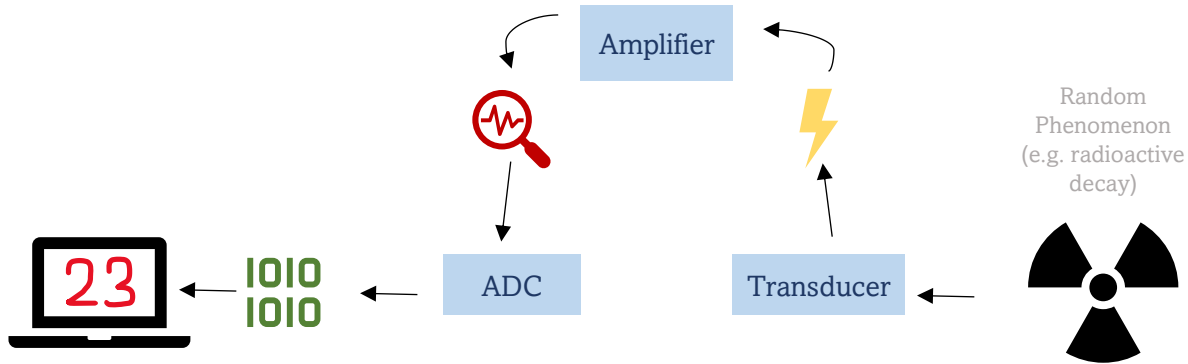 Amplifier
Random
Phenomenon
(e.g. radioactive
decay)
23
1010
1010
ADC
Transducer